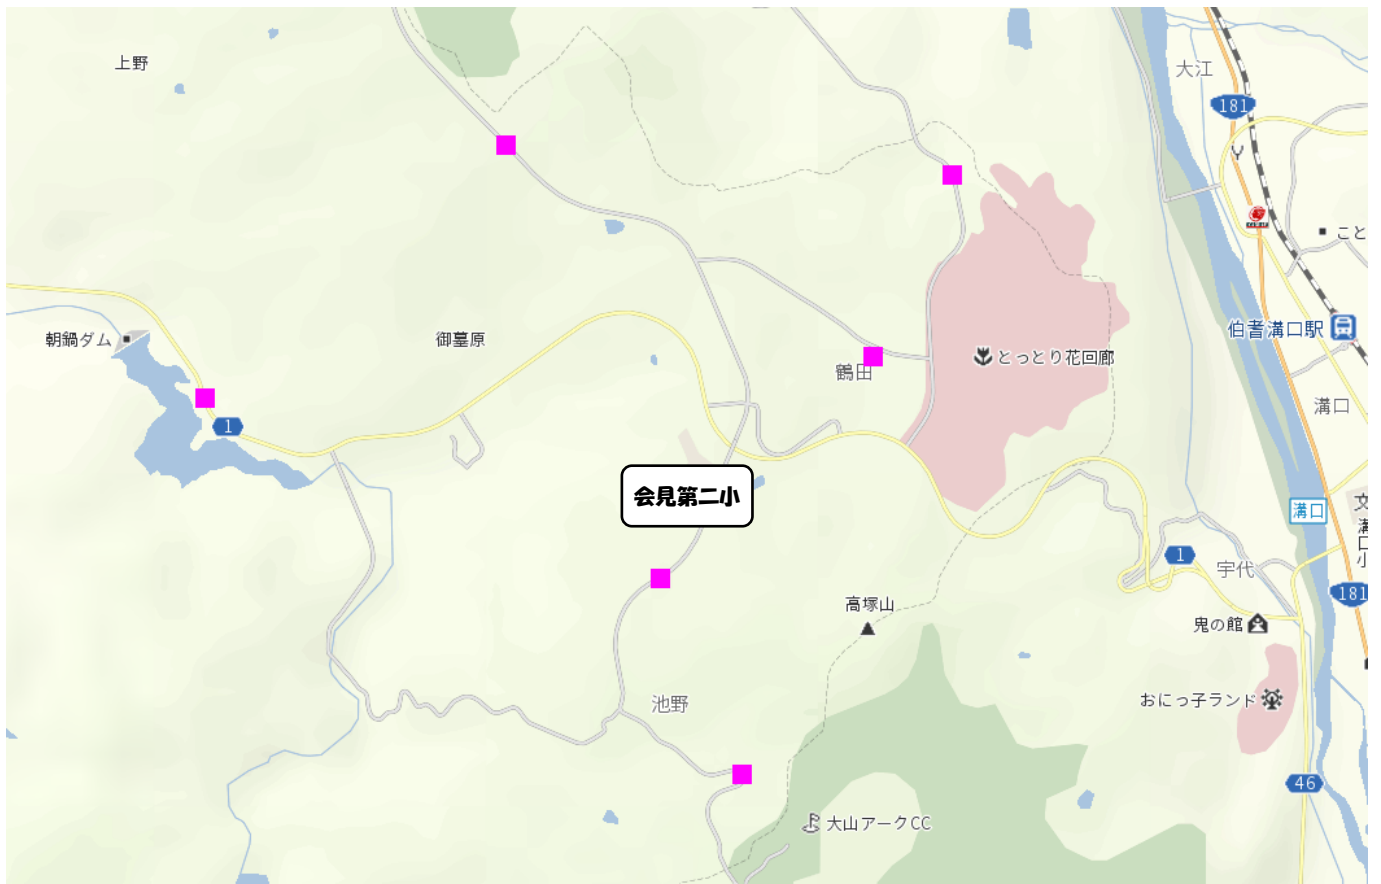 上野
大江
181
こと
朝鍋ダム
御墓原
伯耆溝口駅
とっとり花回廊
鶴田
溝口
1
会見第二小
溝口
文
溝口小
1
宇代
181
高塚山
鬼の館
池野
おにっ子ランド
46
大山アークCC